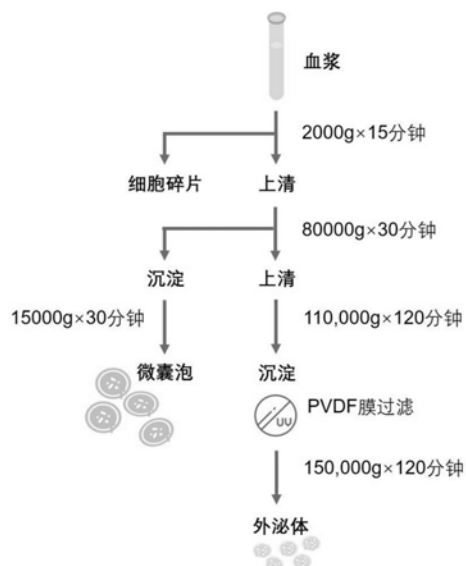 血浆
2000g×15分钟
细胞碎片 上清
80000g×30分钟
沉淀 上清
15000g×30分钟 110,000g×120分钟
微囊泡 沉淀
PVDF膜过滤
UV
150,000g×120分钟
外泌体